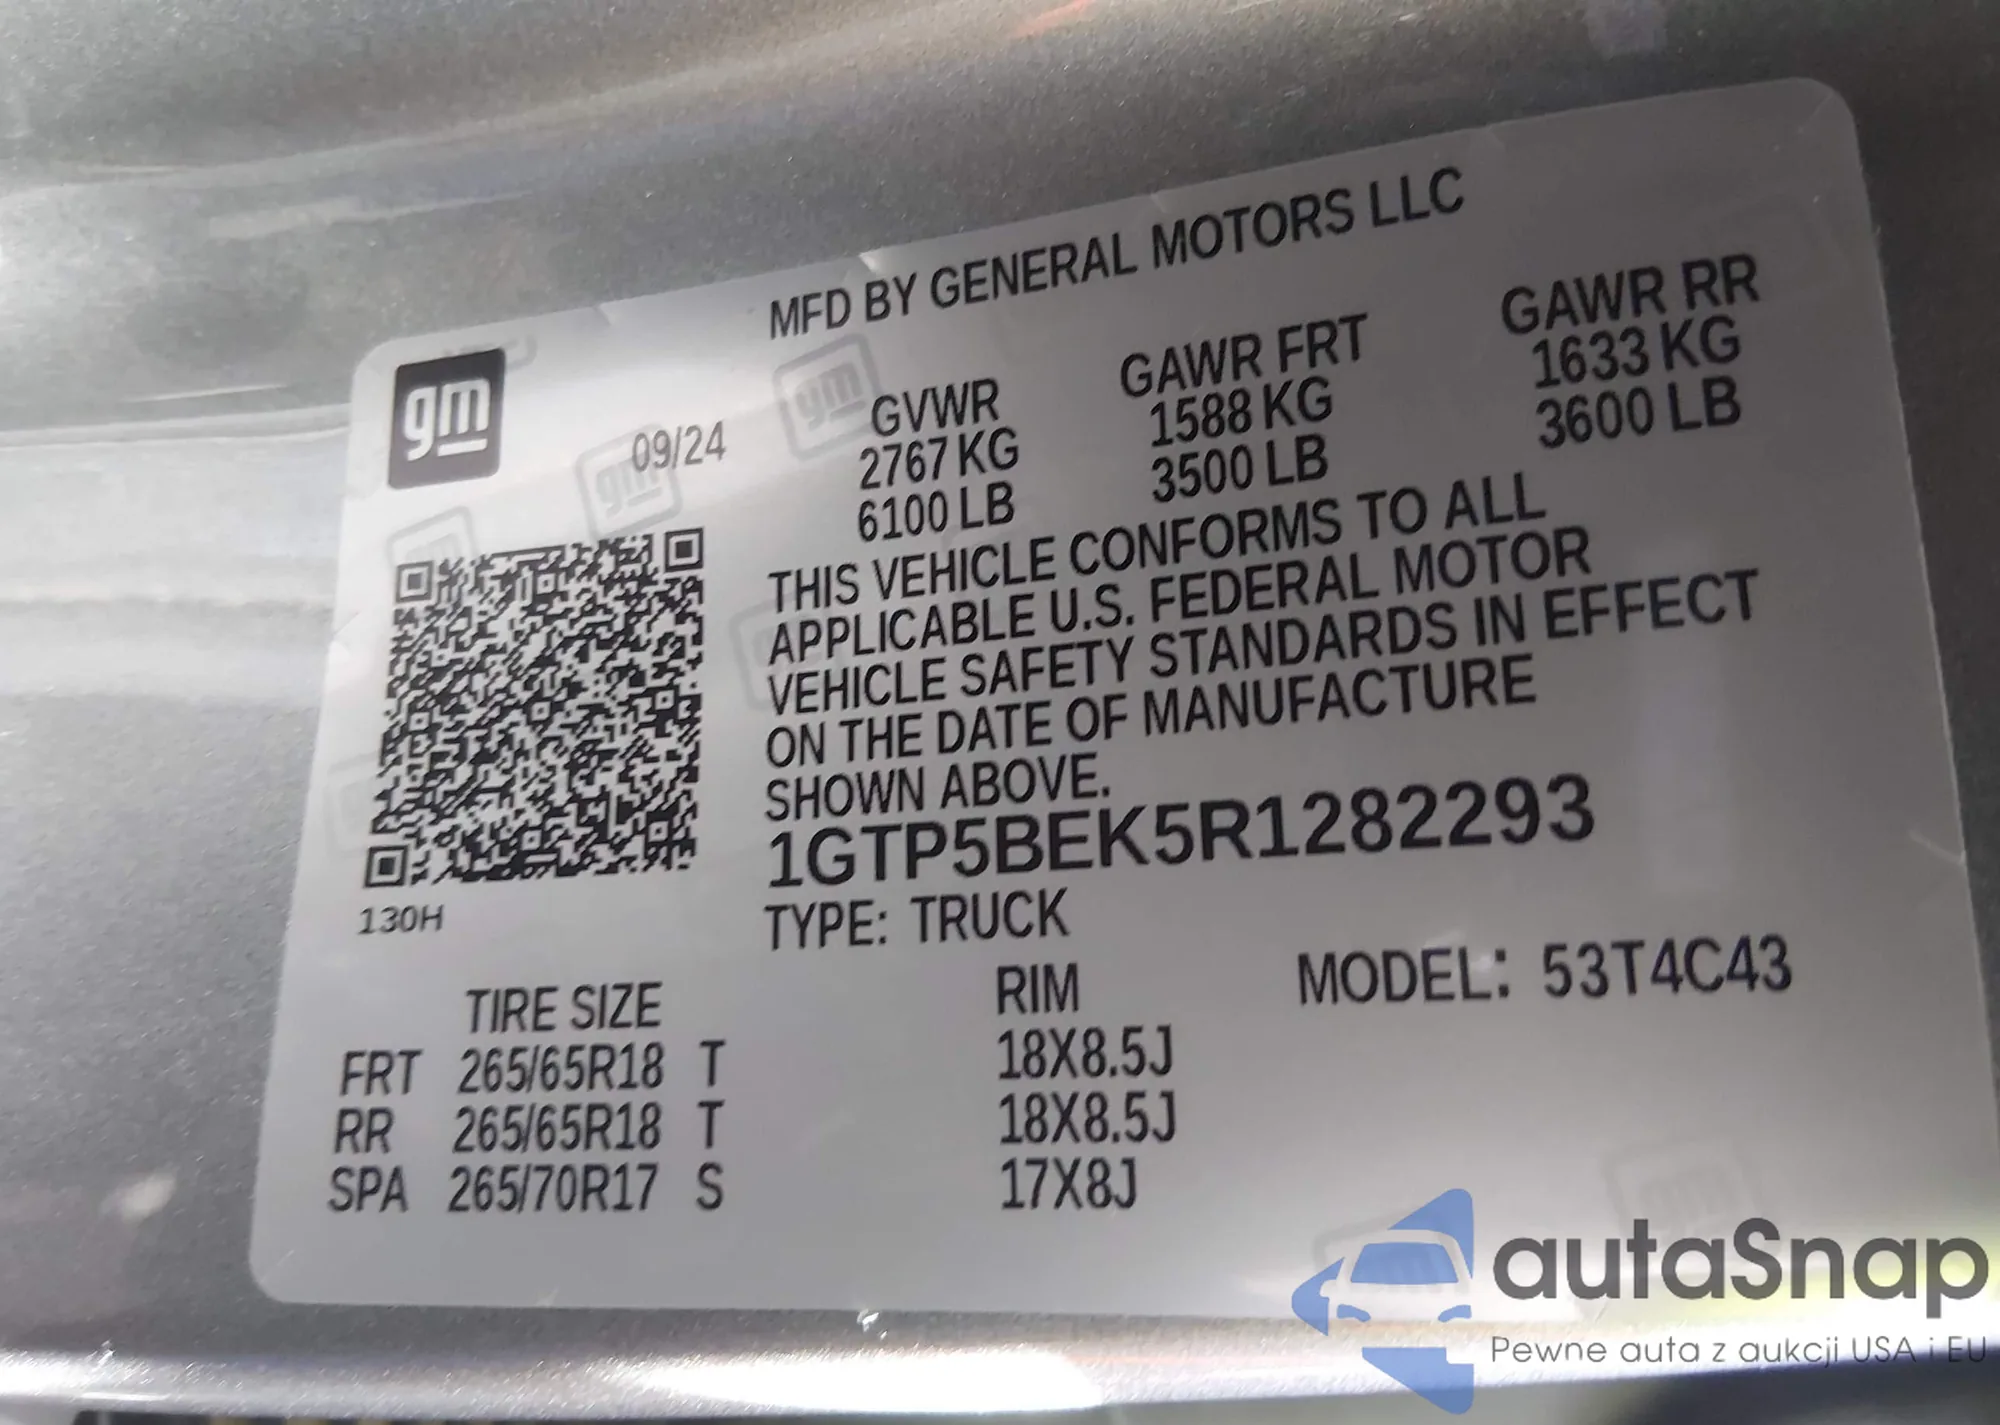 MFD BY GENERAL MOTORS LLC
gm
09/24
GVWR GAWR FRT GAWR RR
2767 KG 1588 KG 1633 KG
6100 LB 3500 LB 3600 LB
THIS VEHICLE CONFORMS TO ALL
APPLICABLE U.S. FEDERAL MOTOR
VEHICLE SAFETY STANDARDS IN EFFECT
ON THE DATE OF MANUFACTURE
SHOWN ABOVE.
1GTP5BEK5R1282293
130H
TYPE: TRUCK
MODEL: 53T4C43
TIRE SIZE RIM
FRT 265/65R18 T 18X8.5J
RR 265/65R18 T 18X8.5J
SPA 265/70R17 S 17X8J
autaSnap
Pewne auta z aukcji USA i EU